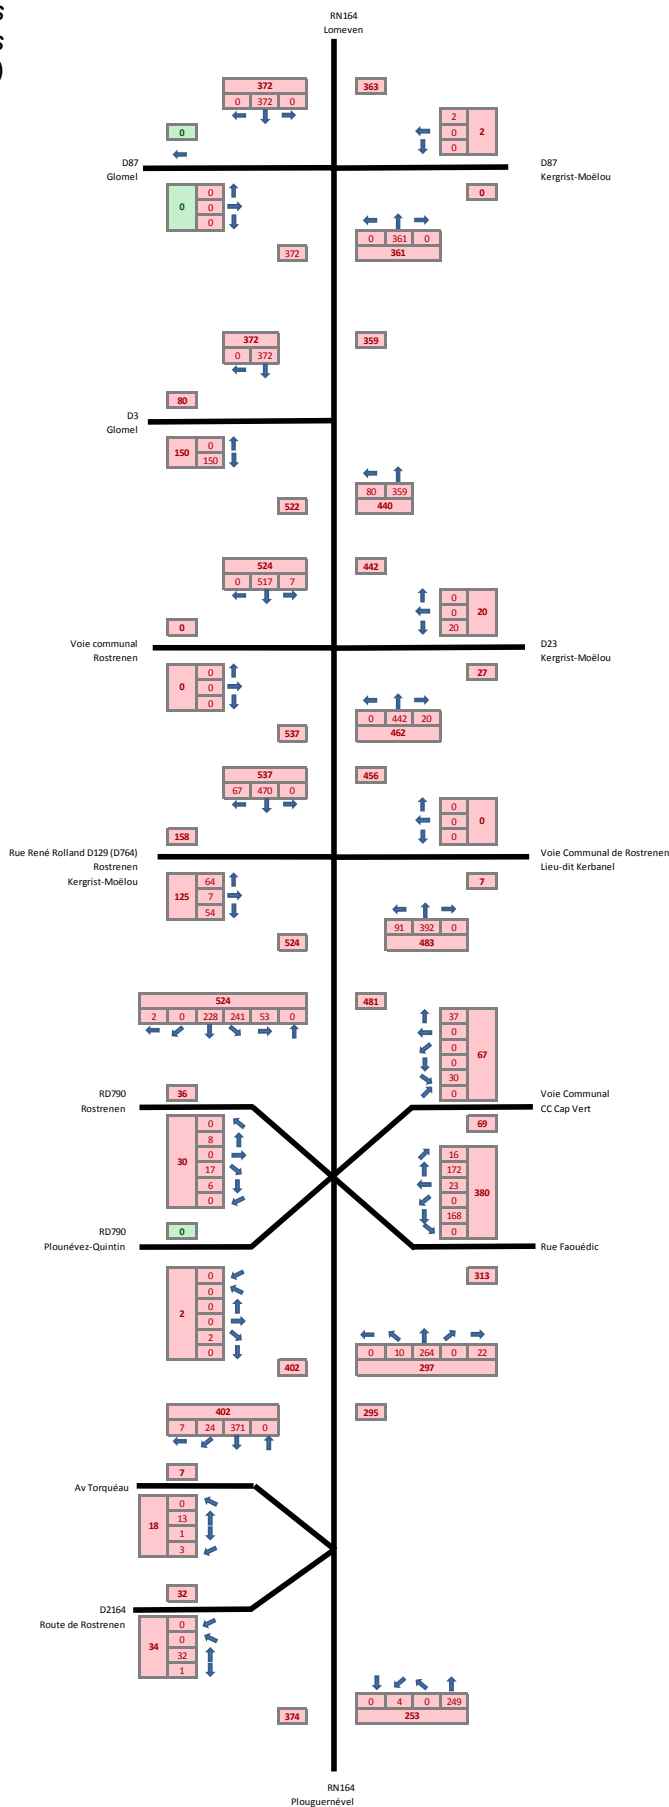 s
s
)
RN164
Lomeven
372
363
0 372 0
2
0
0
2
0
D87
Glomel
D87
Kergrist-Moëlou
0
0
0
0
0
0 361 0
361
372
372
359
0 372
80
D3
Glomel
150
0
150
80 359
440
522
524
442
0 517 7
0
0
20
20
0
Voie communal
Rostrenen
D23
Kergrist-Moëlou
0
0
0
0
27
0 442 20
462
537
537
456
67 470 0
0
0
0
0
158
Rue René Rolland D129 (D764)
Rostrenen
Kergrist-Moëlou
Voie Communal de Rostrenen
Lieu-dit Kerbanel
125
64
7
54
7
91 392 0
483
524
524
481
2 0 228 241 53 0
37
0
0
0
30
0
67
RD790
Rostrenen
36
Voie Communal
CC Cap Vert
69
30
0
8
0
17
6
0
16
172
23
0
168
0
380
RD790
Plounévez-Quintin
0
Rue Faouédic
2
0
0
0
0
2
0
313
0 10 264 0 22
297
402
402
295
7 24 371 0
7
Av Torquéau
18
0
13
1
3
32
D2164
Route de Rostrenen
34
0
0
32
1
0 4 0 249
253
374
RN164
Plouguernével